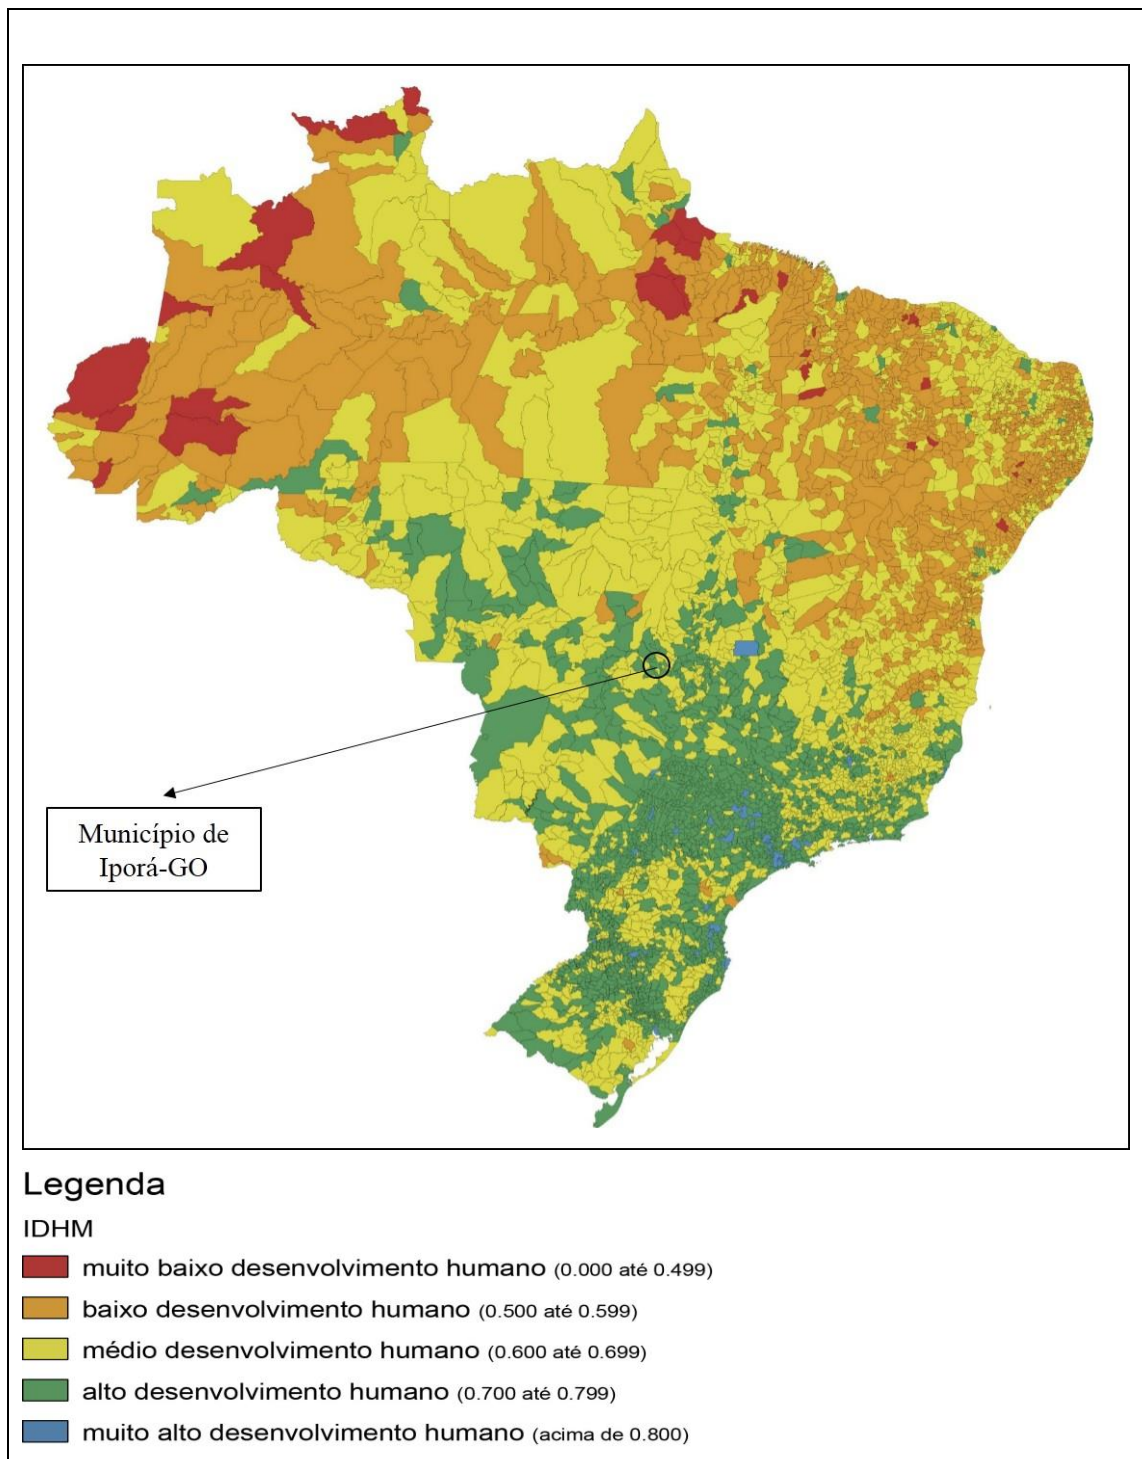 Município de
Iporá-GO
Legenda
IDHM
muito baixo desenvolvimento humano (0.000 até 0.499)
baixo desenvolvimento humano (0.500 até 0.599)
médio desenvolvimento humano (0.600 até 0.699)
alto desenvolvimento humano (0.700 até 0.799)
muito alto desenvolvimento humano (acima de 0.800)